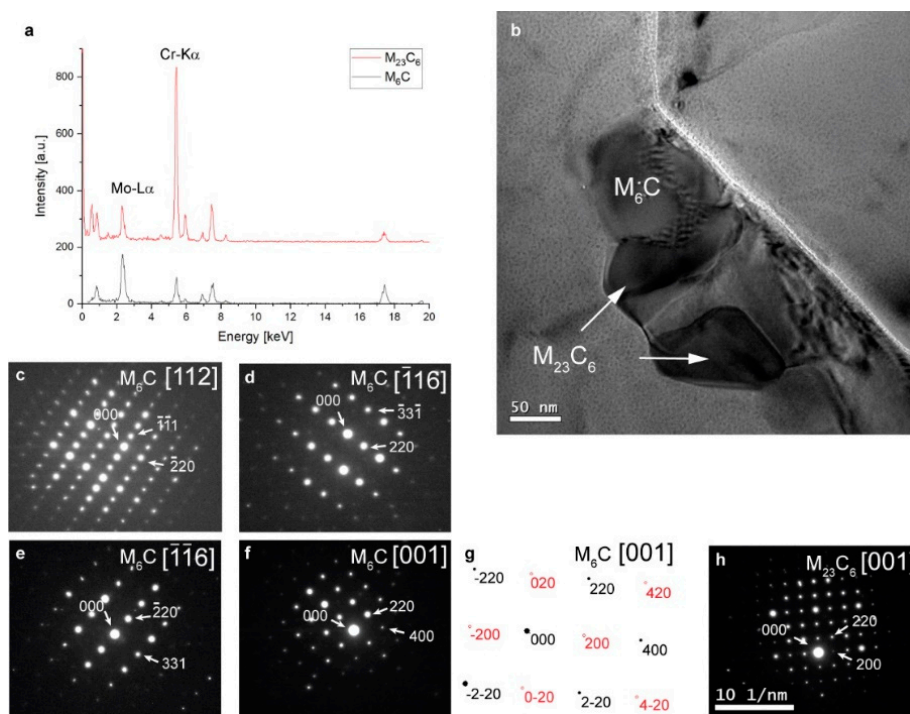 a
Cr-Kα
M₂₃C₆
M₆C
Mo-Lα
Intensity [a.u.]
800
600
400
200
0
0 2 4 6 8 10 12 14 16 18 20
Energy [keV]
b
M₆C
M₂₃C₆
50 nm
c
M₆C [112]
000
1̄1̄1
2̄20
d
M₆C [1̄16]
000
3̄31̄
220
e
M₆C [1̄1̄6]
000
2̄20
331
f
M₆C [001]
000
220
400
g
M₆C [001]
-220 020 220 420
-200 000 200 400
-2-20 0-20 2-20 4-20
h
M₂₃C₆ [001]
000
220
200
10 1/nm